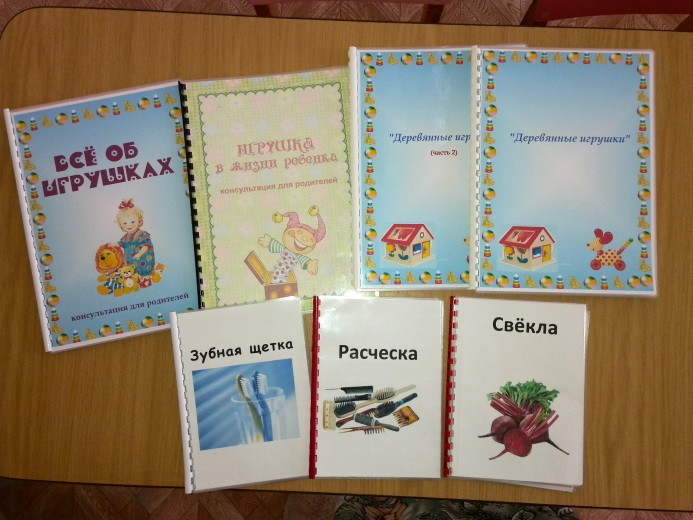 ВСЁ ОБ
ИГРУШКАХ
консультация для родителей
ИГРУШКА
в жизни ребенка
консультация для родителей
"Деревянные игр
(часть 2)
"Деревянные игрушки"
Зубная щетка
Расческа
Свёкла